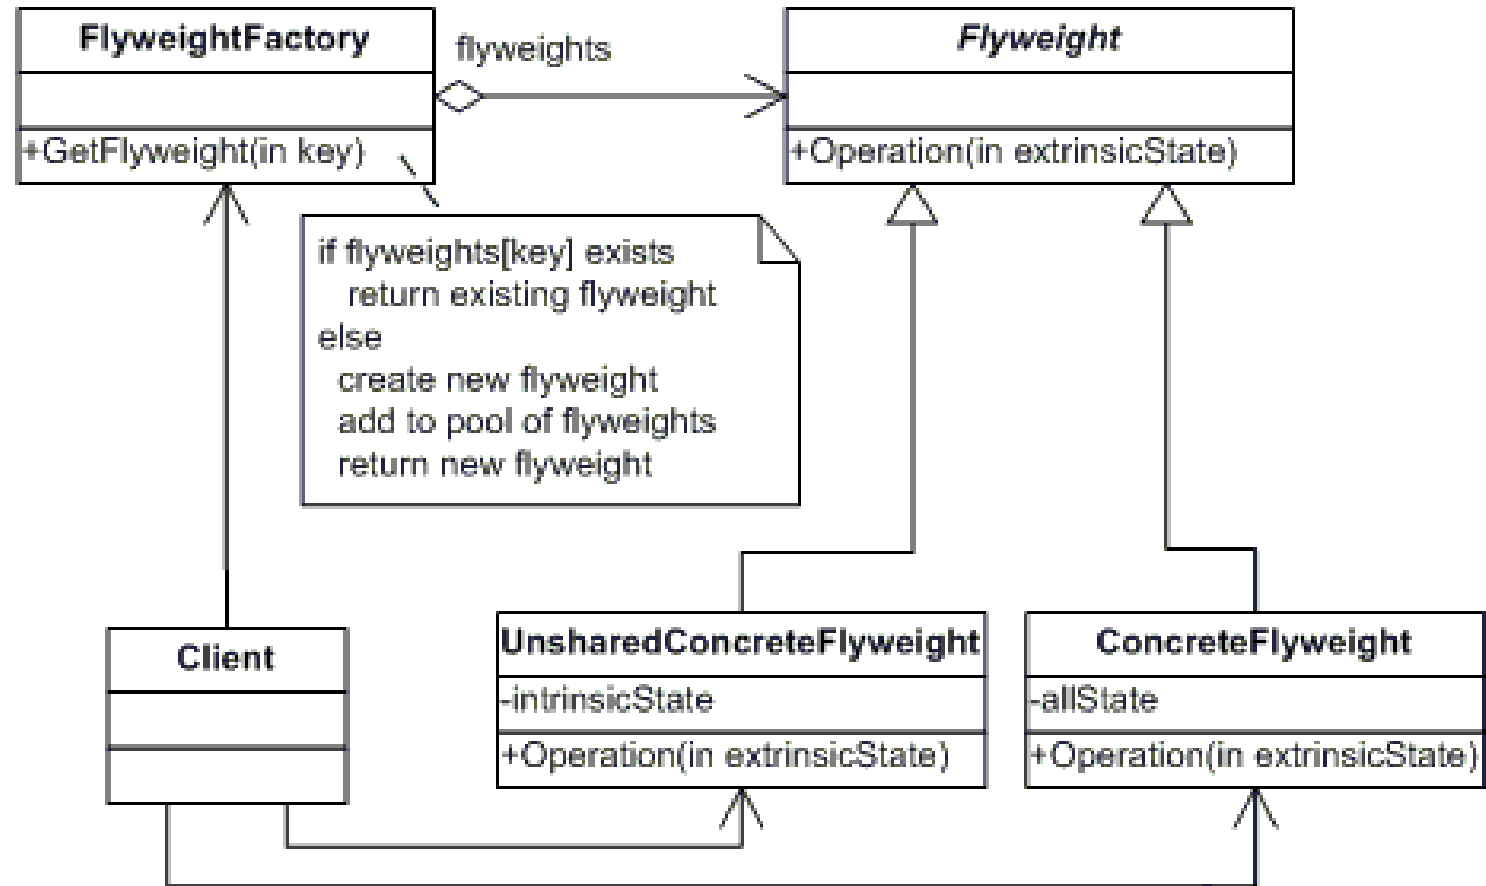 FlyweightFactory
+GetFlyweight(in key)
flyweights
Flyweight
+Operation(in extrinsicState)
if flyweights[key] exists
return existing flyweight
else
create new flyweight
add to pool of flyweights
return new flyweight
Client
UnsharedConcreteFlyweight
-intrinsicState
+Operation(in extrinsicState)
ConcreteFlyweight
-allState
+Operation(in extrinsicState)